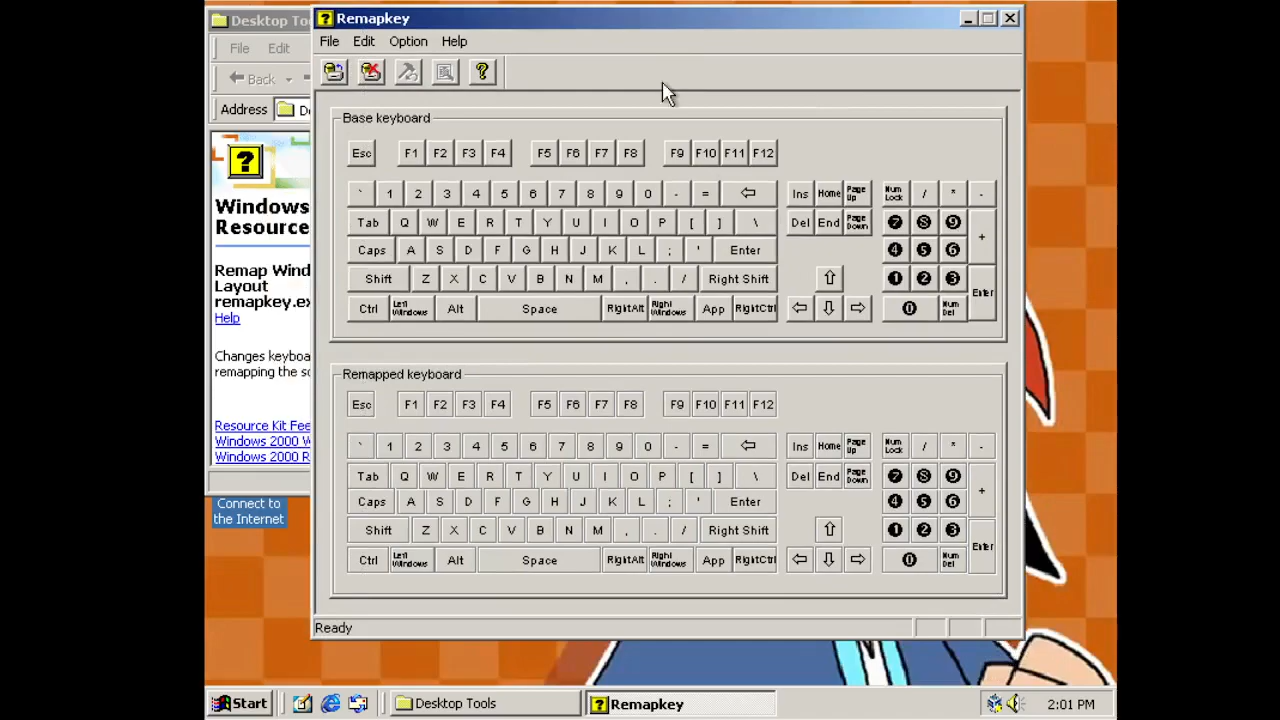 Desktop To
File Edit
Back
Address De
Windows
Resource
Remap Wind
Layout
remapkey.ex
Help
Changes keyboa
remapping the sc
Resource Kit Fee
Windows 2000 W
Windows 2000 R
Connect to
the Internet
Remapkey
File Edit Option Help
Base keyboard
Esc F1 F2 F3 F4 F5 F6 F7 F8 F9 F10 F11 F12
` 1 2 3 4 5 6 7 8 9 0 - = Ins Home Page Up Num Lock / * -
Tab Q W E R T Y U I O P [ ] \ Del End Page Down 7 8 9 +
Caps A S D F G H J K L ; ' Enter 4 5 6
Shift Z X C V B N M , . / Right Shift 1 2 3 Enter
Ctrl Left Windows Alt Space RightAlt Right Windows App RightCtrl 0 Num Del
Remapped keyboard
Esc F1 F2 F3 F4 F5 F6 F7 F8 F9 F10 F11 F12
` 1 2 3 4 5 6 7 8 9 0 - = Ins Home Page Up Num Lock / * -
Tab Q W E R T Y U I O P [ ] \ Del End Page Down 7 8 9 +
Caps A S D F G H J K L ; ' Enter 4 5 6
Shift Z X C V B N M , . / Right Shift 1 2 3 Enter
Ctrl Left Windows Alt Space RightAlt Right Windows App RightCtrl 0 Num Del
Ready
Start Desktop Tools Remapkey 2:01 PM